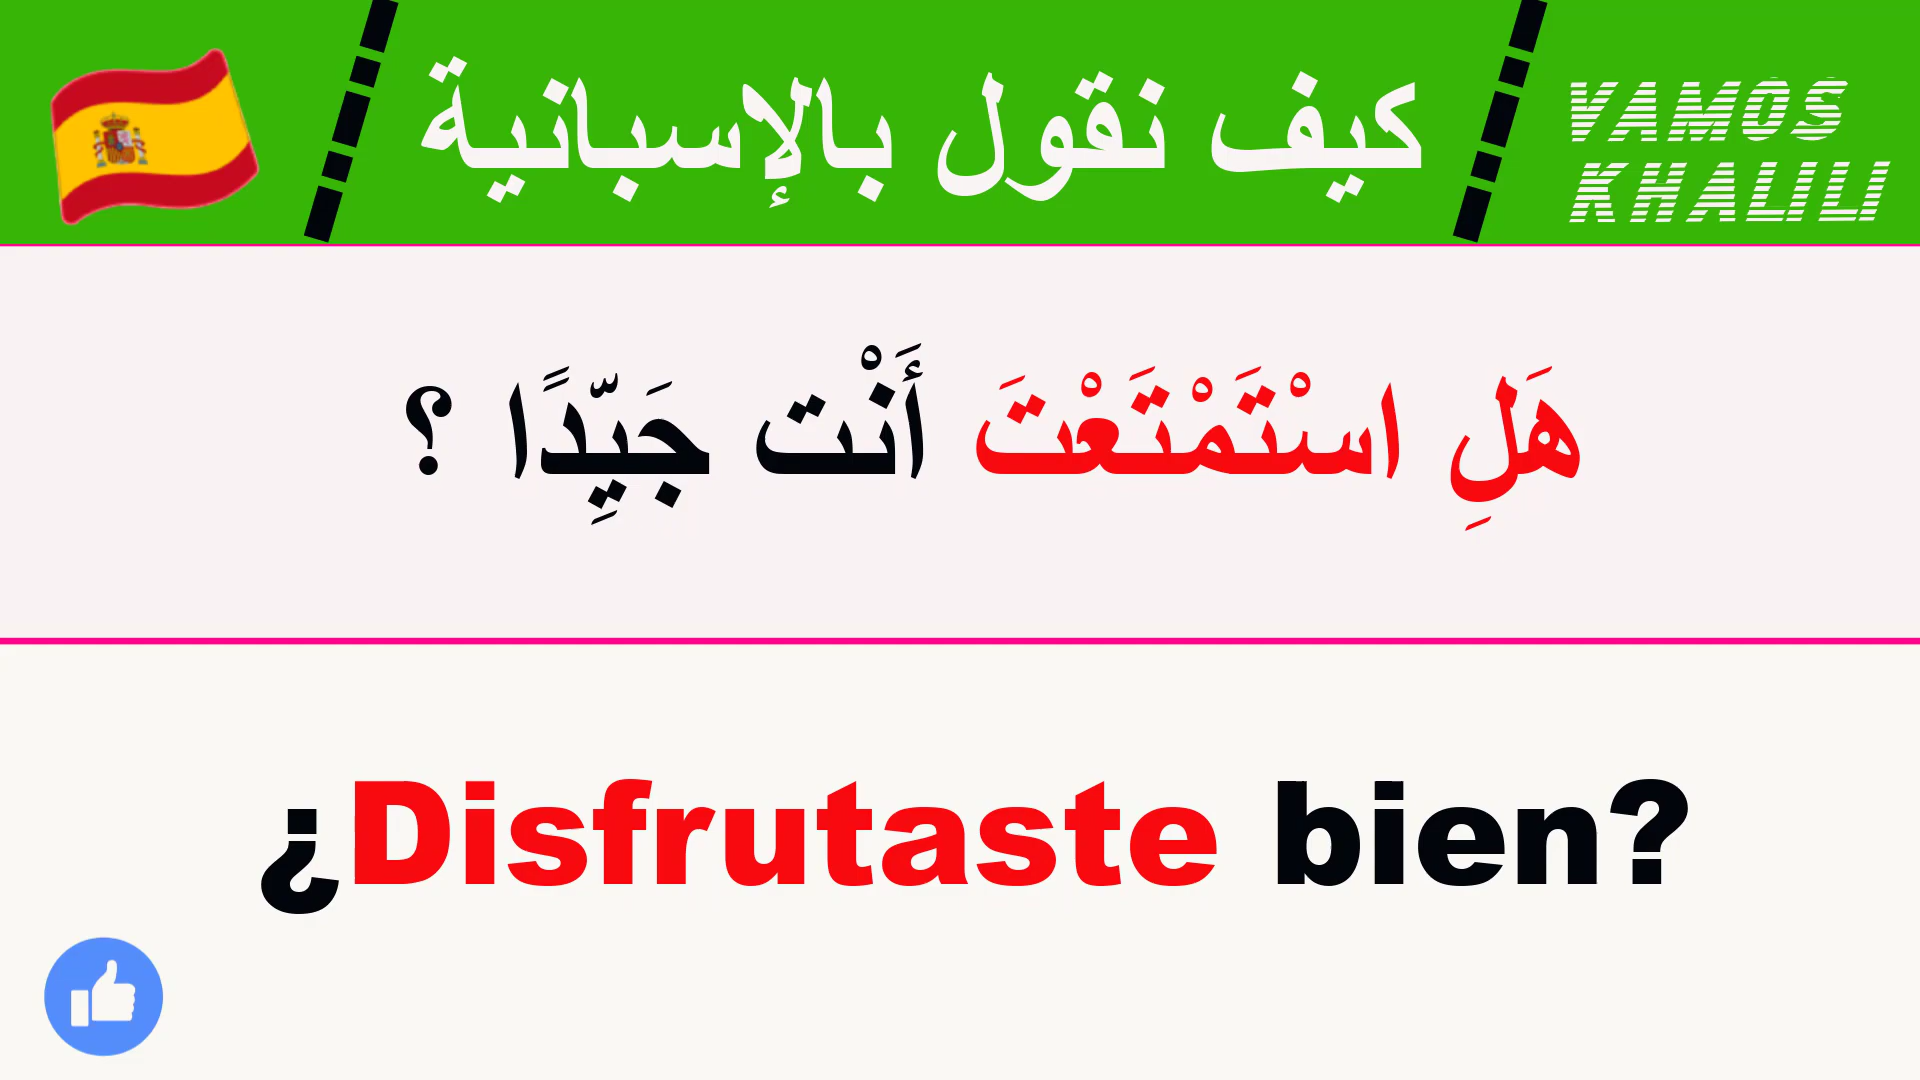 كيف نقول بالإسبانية
VAMOS
KHALILI
هَلِ اسْتَمْتَعْتَ أَنْت جَيِّدًا ؟
¿Disfrutaste bien?